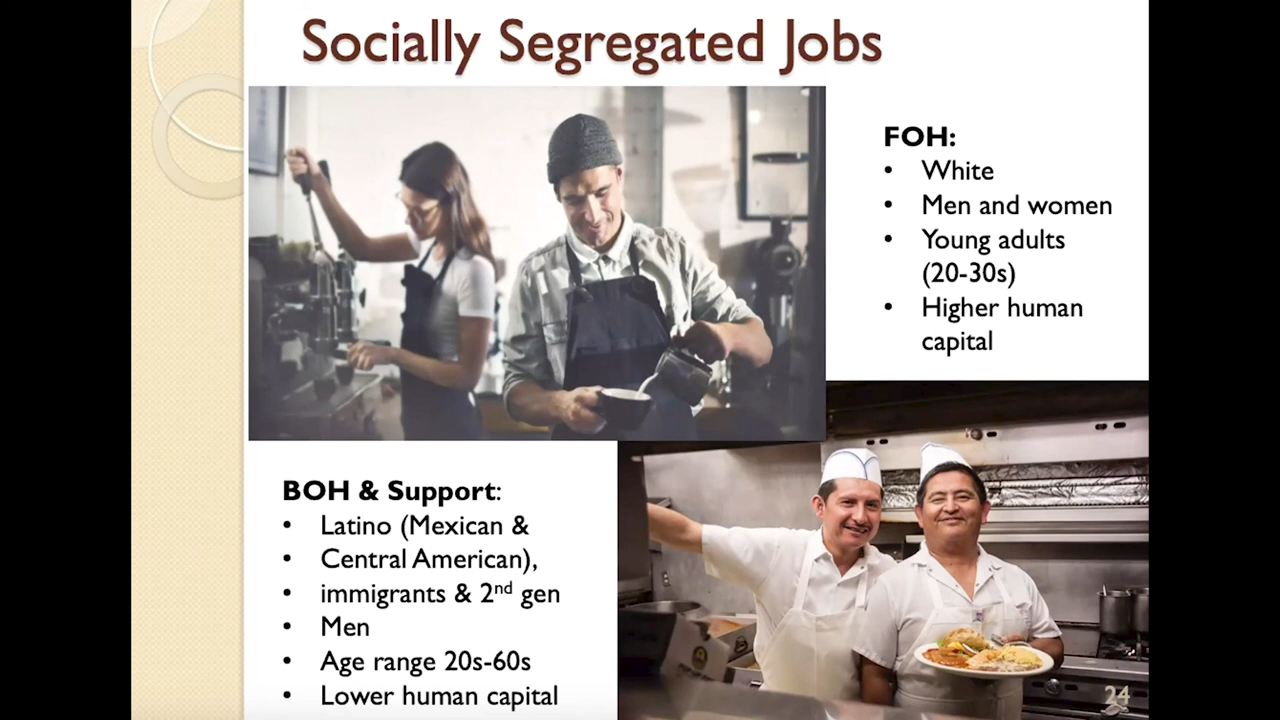 Socially Segregated Jobs
FOH:
• White
• Men and women
• Young adults
(20-30s)
• Higher human
capital
BOH & Support:
• Latino (Mexican &
• Central American),
• immigrants & 2nd gen
• Men
• Age range 20s-60s
• Lower human capital
24